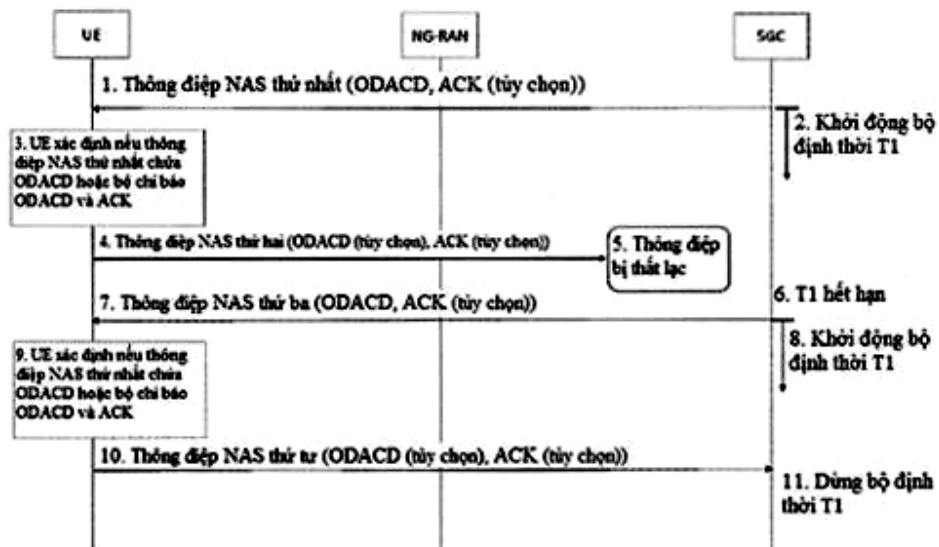 UE
NG-RAN
5GC
1. Thông điệp NAS thứ nhất (ODACD, ACK (tùy chọn))
2. Khởi động bộ
định thời T1
3. UE xác định nếu thông
điệp NAS thứ nhất chứa
ODACD hoặc bộ chỉ báo
ODACD và ACK
4. Thông điệp NAS thứ hai (ODACD (tùy chọn), ACK (tùy chọn))
5. Thông điệp
bị thất lạc
6. T1 hết hạn
7. Thông điệp NAS thứ ba (ODACD, ACK (tùy chọn))
8. Khởi động bộ
định thời T1
9. UE xác định nếu thông
điệp NAS thứ nhất chứa
ODACD hoặc bộ chỉ báo
ODACD và ACK
10. Thông điệp NAS thứ tư (ODACD (tùy chọn), ACK (tùy chọn))
11. Dừng bộ định
thời T1